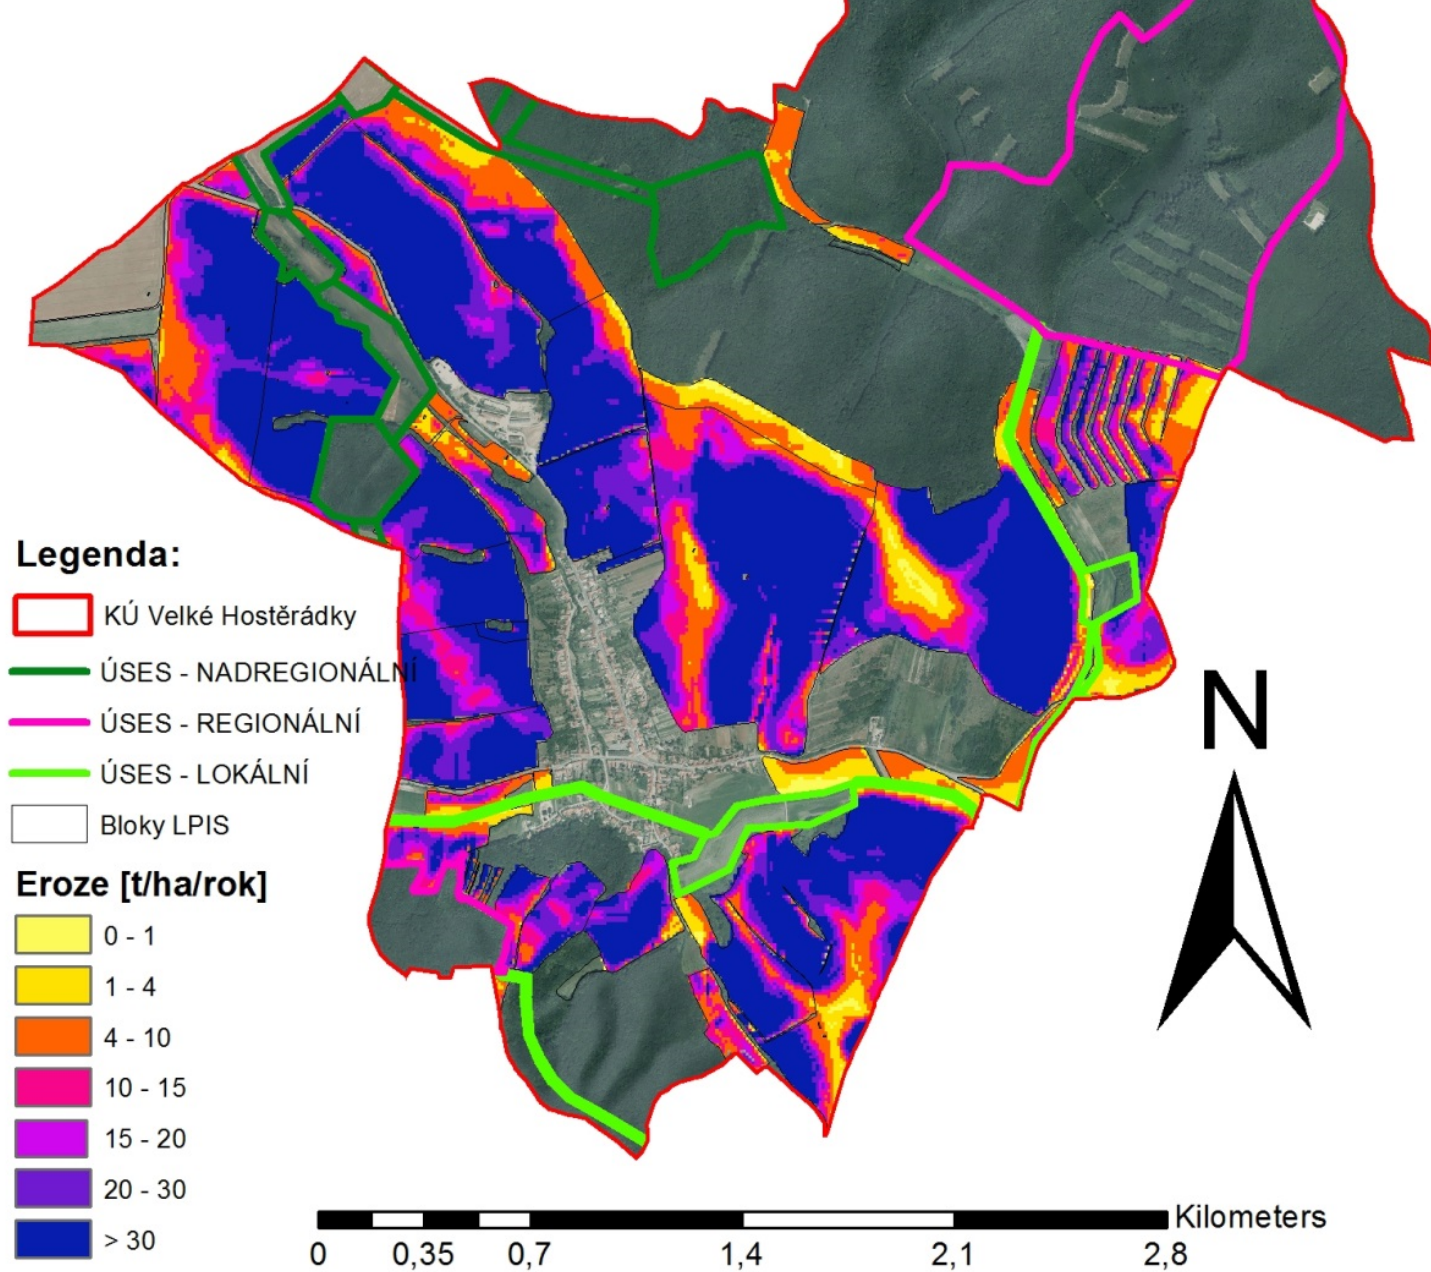 Legenda:
KÚ Velké Hostěrádky
ÚSES - NADREGIONÁLNÍ
ÚSES - REGIONÁLNÍ
ÚSES - LOKÁLNÍ
Bloky LPIS
Eroze [t/ha/rok]
0 - 1
1 - 4
4 - 10
10 - 15
15 - 20
20 - 30
> 30
N
Kilometers
0 0,35 0,7 1,4 2,1 2,8